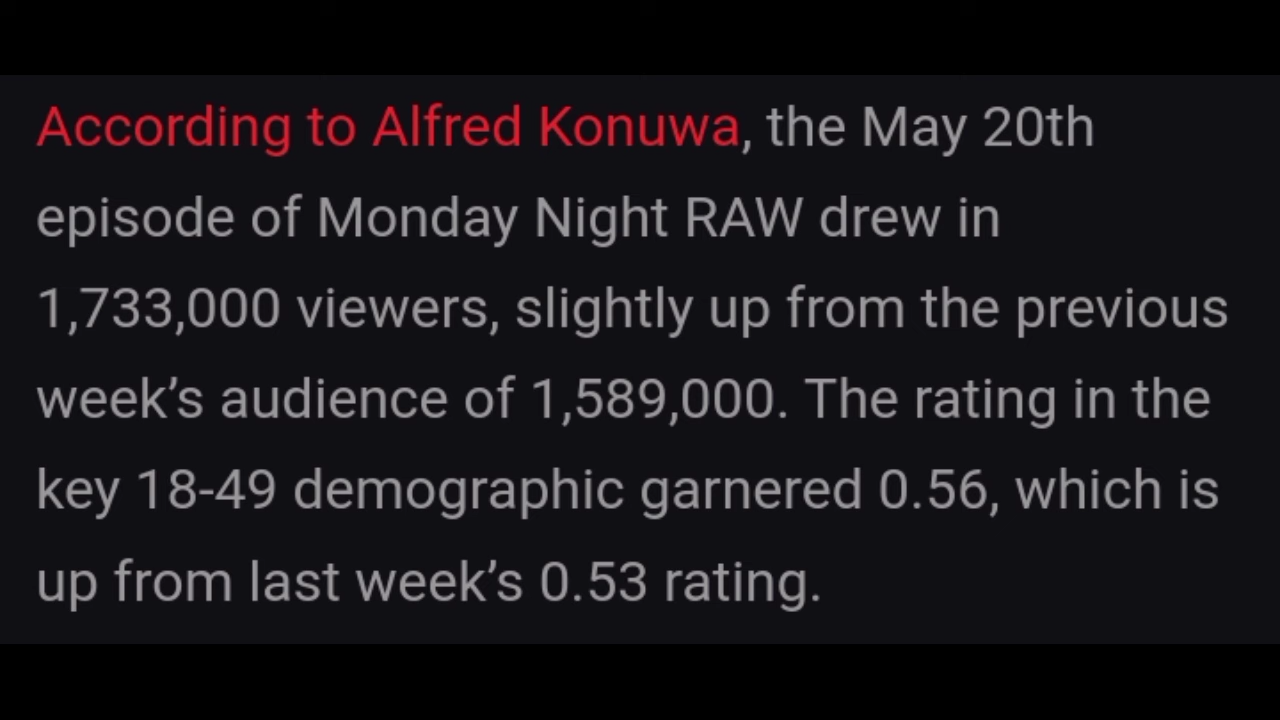 According to Alfred Konuwa, the May 20th
episode of Monday Night RAW drew in
1,733,000 viewers, slightly up from the previous
week’s audience of 1,589,000. The rating in the
key 18-49 demographic garnered 0.56, which is
up from last week’s 0.53 rating.